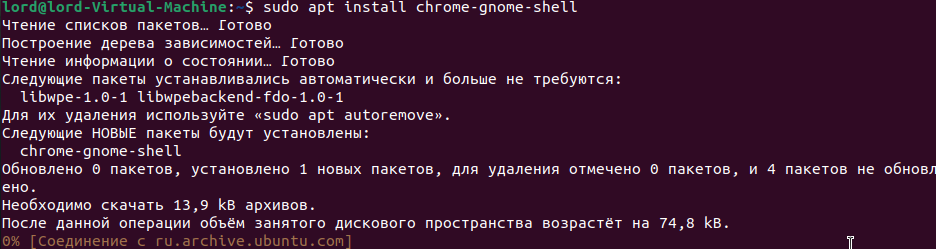 lord@lord-Virtual-Machine:~$ sudo apt install chrome-gnome-shell
Чтение списков пакетов… Готово
Построение дерева зависимостей… Готово
Чтение информации о состоянии… Готово
Следующие пакеты устанавливались автоматически и больше не требуются:
  libwpe-1.0-1 libwpebackend-fdo-1.0-1
Для их удаления используйте «sudo apt autoremove».
Следующие НОВЫЕ пакеты будут установлены:
  chrome-gnome-shell
Обновлено 0 пакетов, установлено 1 новых пакетов, для удаления отмечено 0 пакетов, и 4 пакетов не обновл
ено.
Необходимо скачать 13,9 kB архивов.
После данной операции объём занятого дискового пространства возрастёт на 74,8 kB.
0% [Соединение с ru.archive.ubuntu.com]